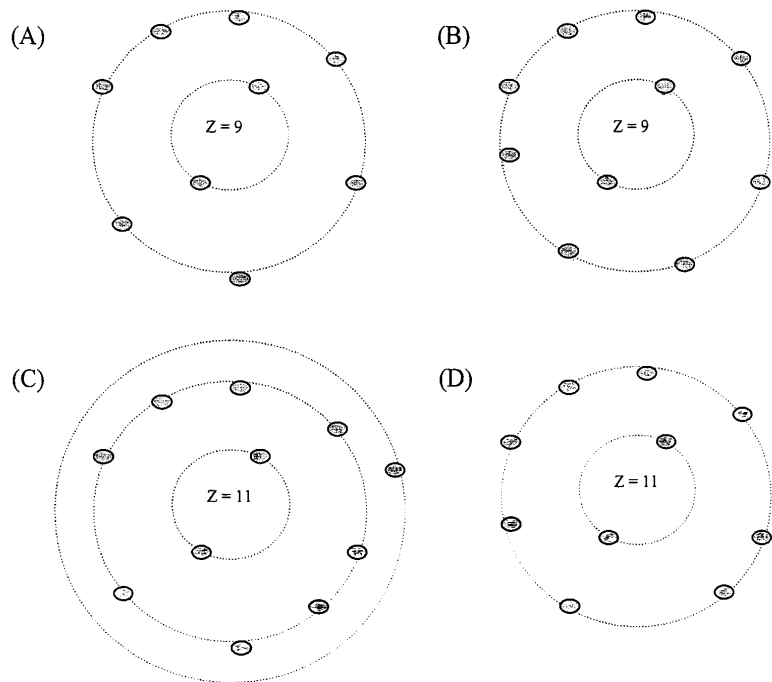 (A)
Z = 9
(B)
Z = 9
(C)
Z = 11
(D)
Z = 11